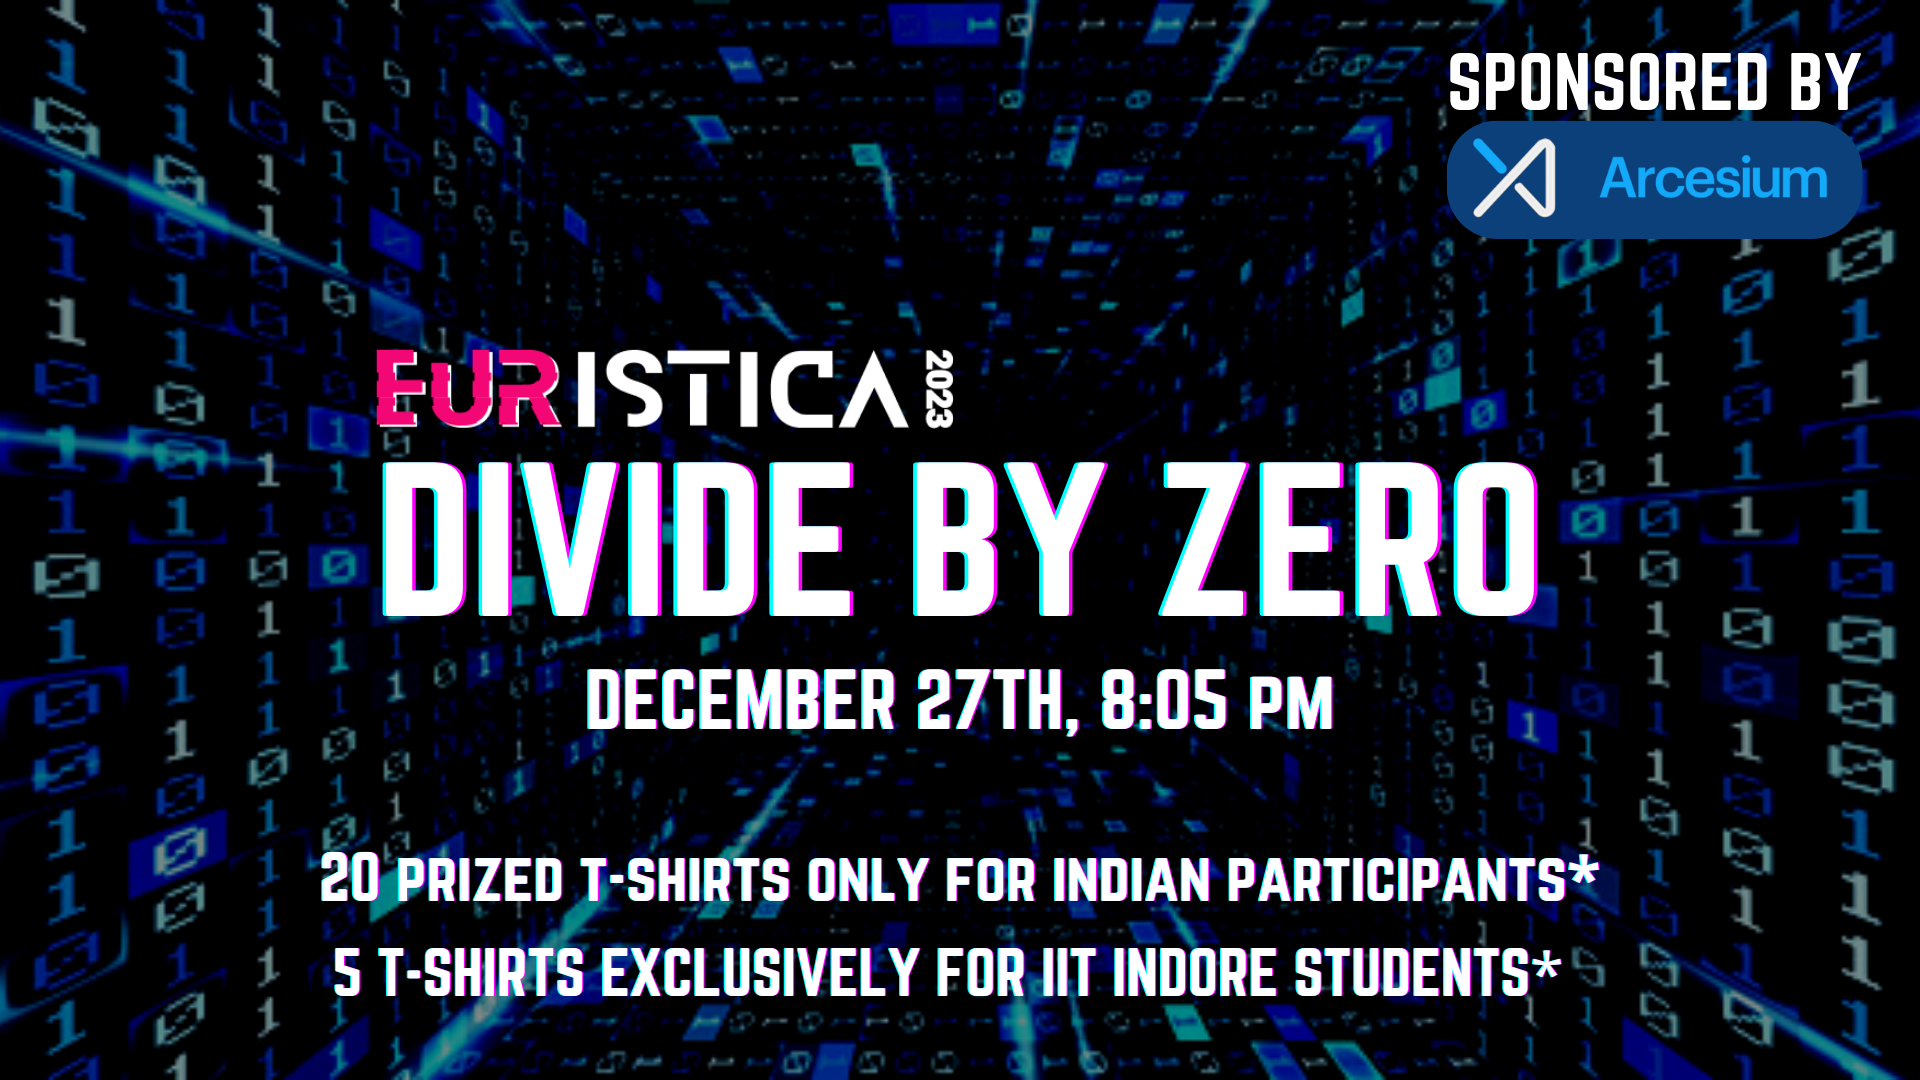 SPONSORED BY
Arcesium
EURISTICA 2023
DIVIDE BY ZERO
DECEMBER 27TH, 8:05 PM
20 PRIZED T-SHIRTS ONLY FOR INDIAN PARTICIPANTS*
5 T-SHIRTS EXCLUSIVELY FOR IIT INDORE STUDENTS*